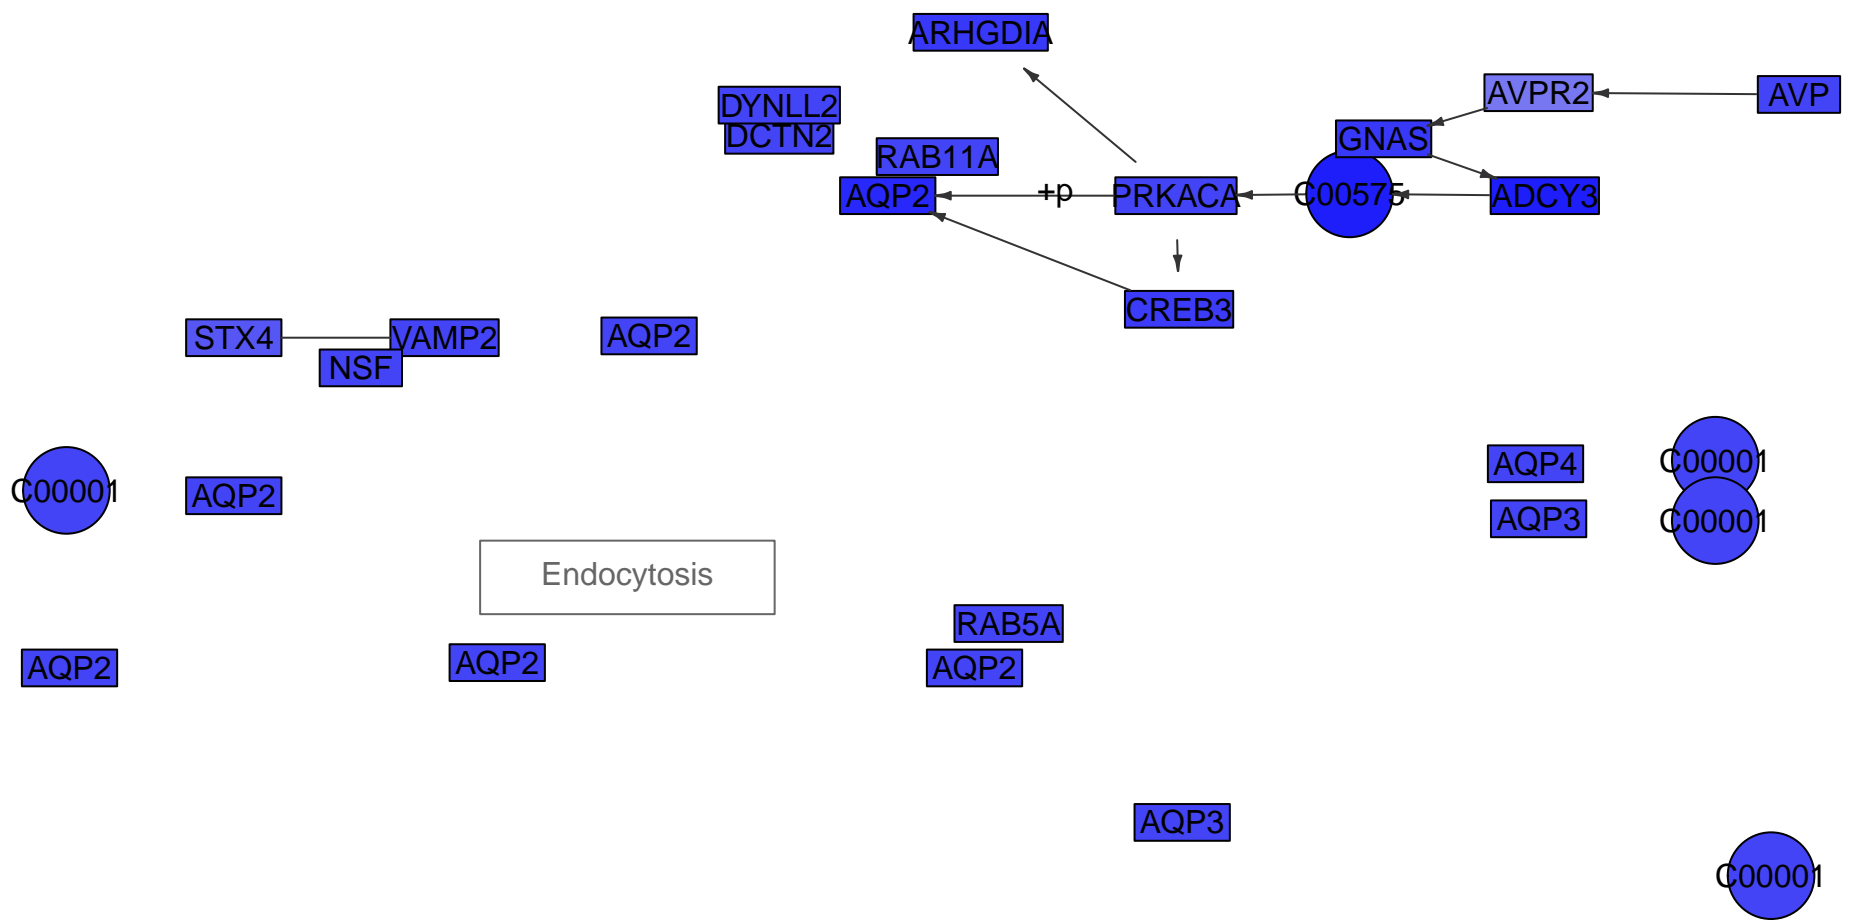 ARHGDIA
DYNLL2
AVPR2
AVP
DCTN2
GNAS
RAB11A
AQP2
+p
PRKACA
C00575
ADCY3
CREB3
STX4
VAMP2
AQP2
NSF
AQP4
C00001
C00001
AQP2
AQP3
C00001
Endocytosis
RAB5A
AQP2
AQP2
AQP2
AQP3
C00001